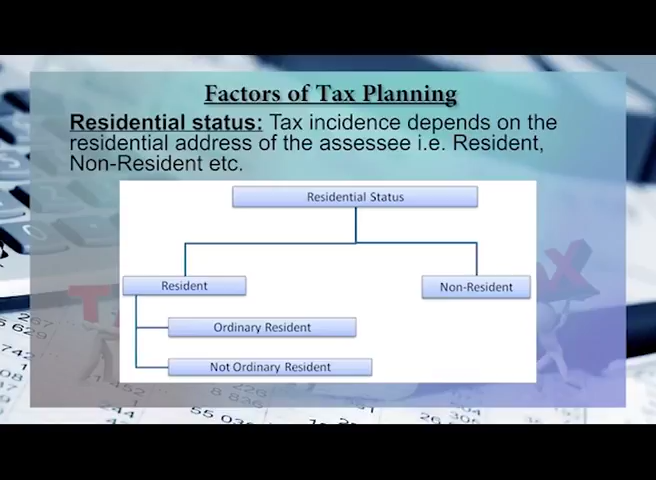 Factors of Tax Planning
Residential status: Tax incidence depends on the
residential address of the assessee i.e. Resident,
Non-Resident etc.
Residential Status
Resident
Non-Resident
Ordinary Resident
Not Ordinary Resident